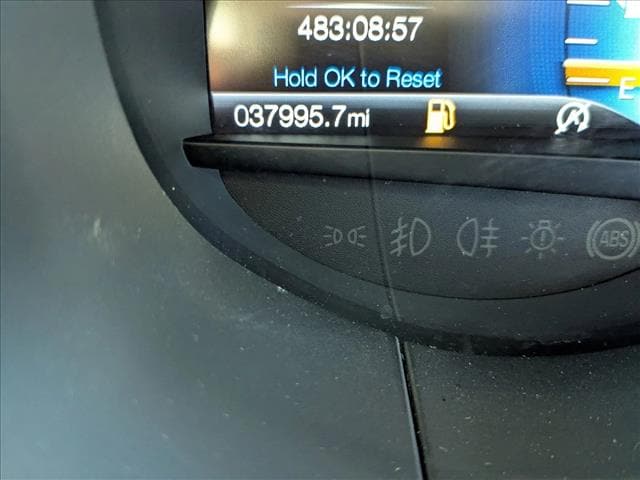 483:08:57
Hold OK to Reset
E
037995.7mi
ABS